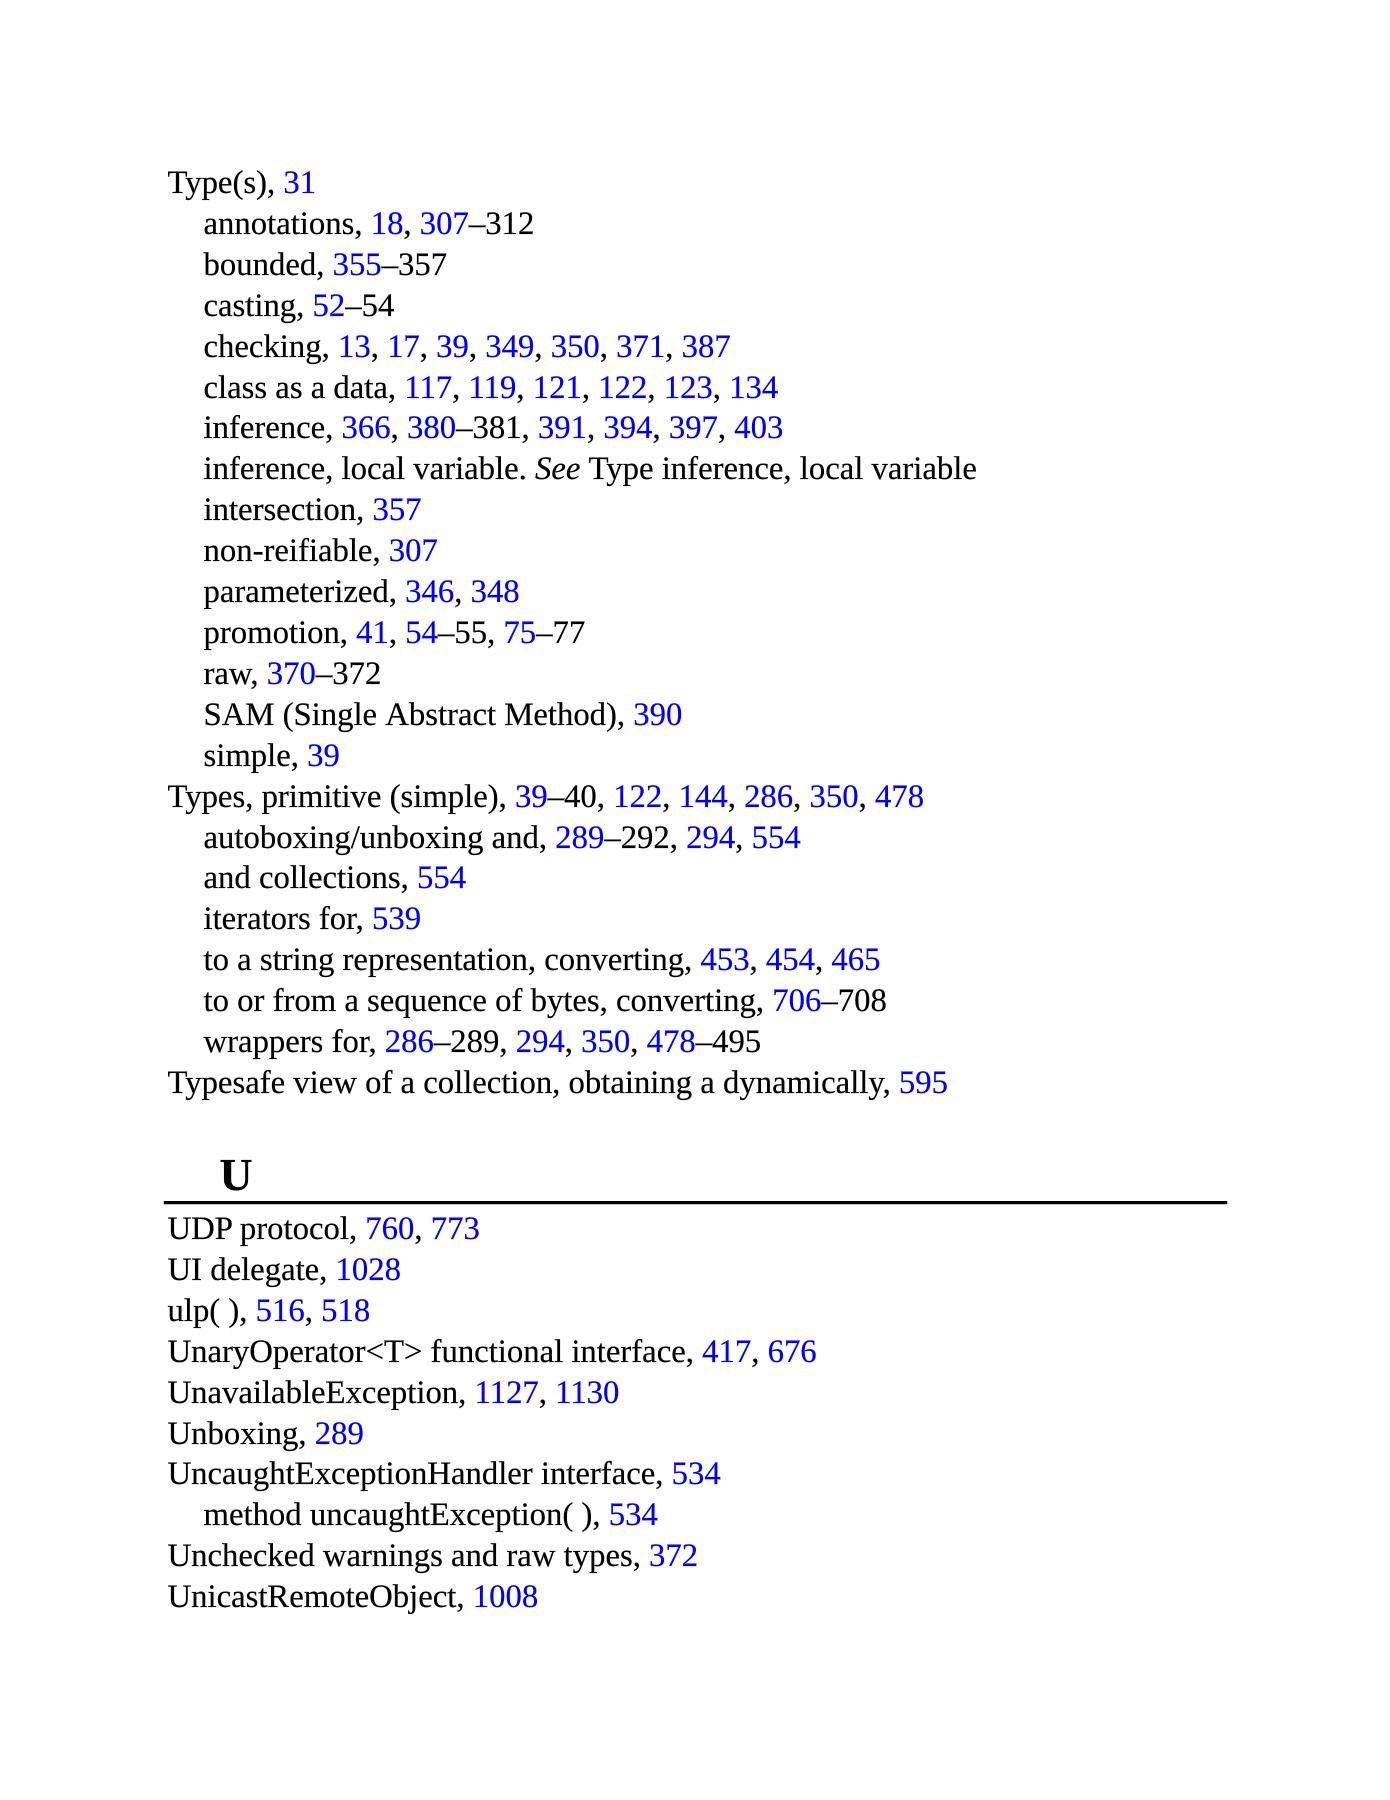 Type(s), 31
annotations, 18, 307–312
bounded, 355–357
casting, 52–54
checking, 13, 17, 39, 349, 350, 371, 387
class as a data, 117, 119, 121, 122, 123, 134
inference, 366, 380–381, 391, 394, 397, 403
inference, local variable. See Type inference, local variable
intersection, 357
non-reifiable, 307
parameterized, 346, 348
promotion, 41, 54–55, 75–77
raw, 370–372
SAM (Single Abstract Method), 390
simple, 39
Types, primitive (simple), 39–40, 122, 144, 286, 350, 478
autoboxing/unboxing and, 289–292, 294, 554
and collections, 554
iterators for, 539
to a string representation, converting, 453, 454, 465
to or from a sequence of bytes, converting, 706–708
wrappers for, 286–289, 294, 350, 478–495
Typesafe view of a collection, obtaining a dynamically, 595
U
UDP protocol, 760, 773
UI delegate, 1028
ulp( ), 516, 518
UnaryOperator<T> functional interface, 417, 676
UnavailableException, 1127, 1130
Unboxing, 289
UncaughtExceptionHandler interface, 534
method uncaughtException( ), 534
Unchecked warnings and raw types, 372
UnicastRemoteObject, 1008